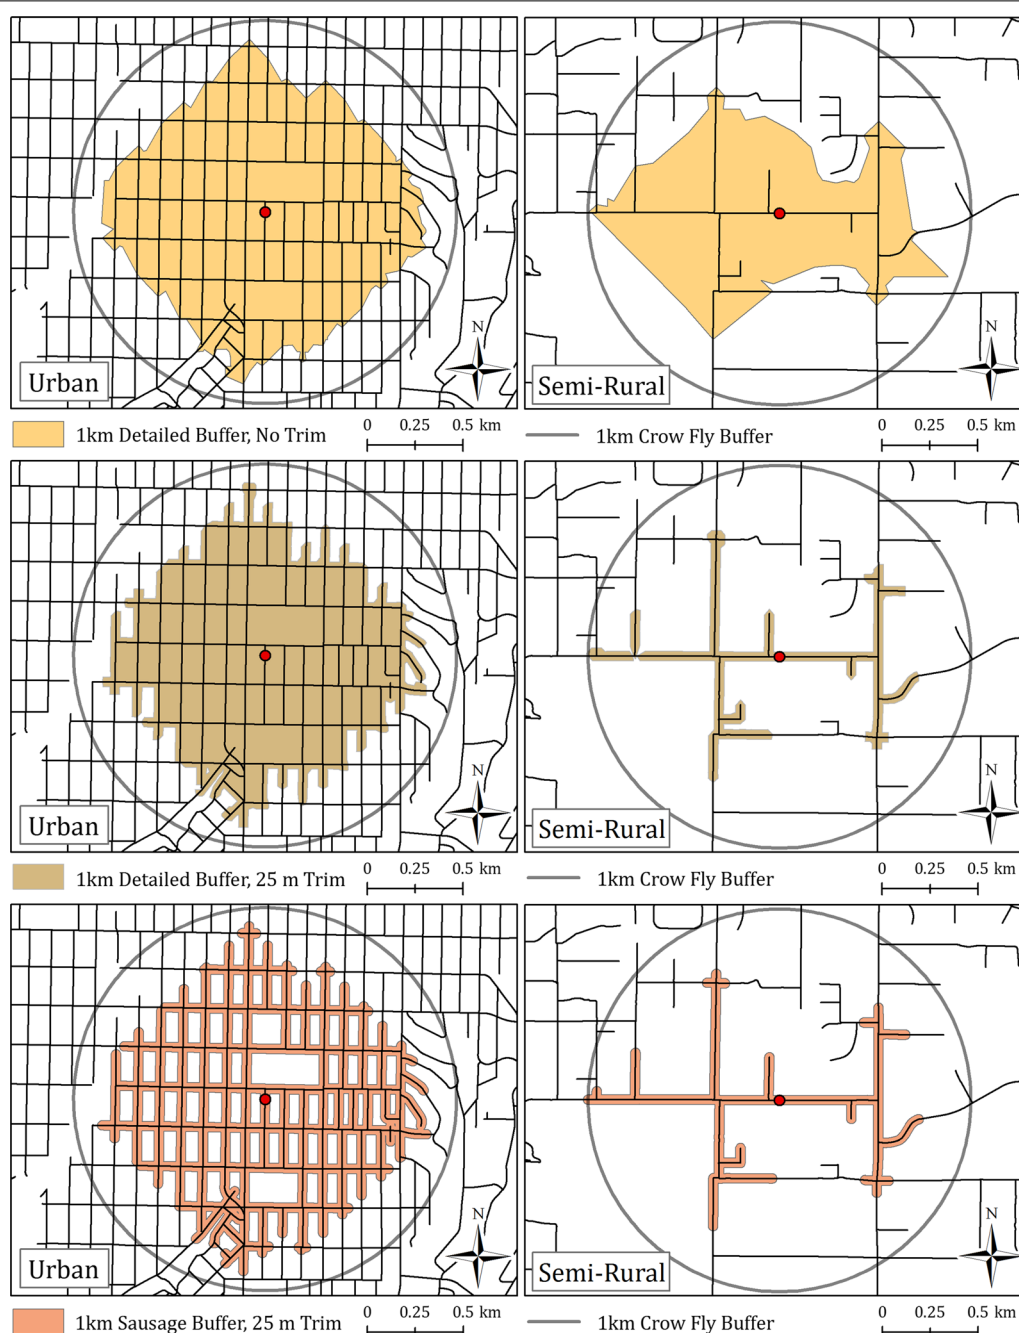 N
N
Urban
Semi-Rural
1km Detailed Buffer, No Trim 0 0.25 0.5 km
1km Crow Fly Buffer 0 0.25 0.5 km
N
N
Urban
Semi-Rural
1km Detailed Buffer, 25 m Trim 0 0.25 0.5 km
1km Crow Fly Buffer 0 0.25 0.5 km
N
N
Urban
Semi-Rural
1km Sausage Buffer, 25 m Trim 0 0.25 0.5 km
1km Crow Fly Buffer 0 0.25 0.5 km